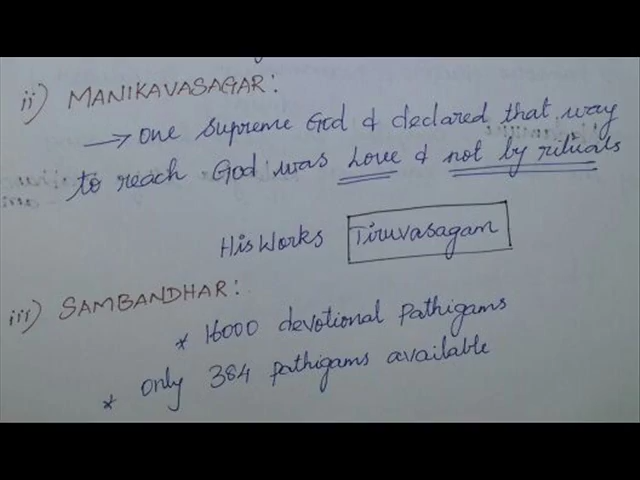 ii) MANIKAVASAGAR:
→ One Supreme God & declared that way
to reach God was Love & not by rituals
His Works Tiruvasagam
iii) SAMBANDHAR:
* 16000 devotional Pathigams
* Only 384 pathigams available